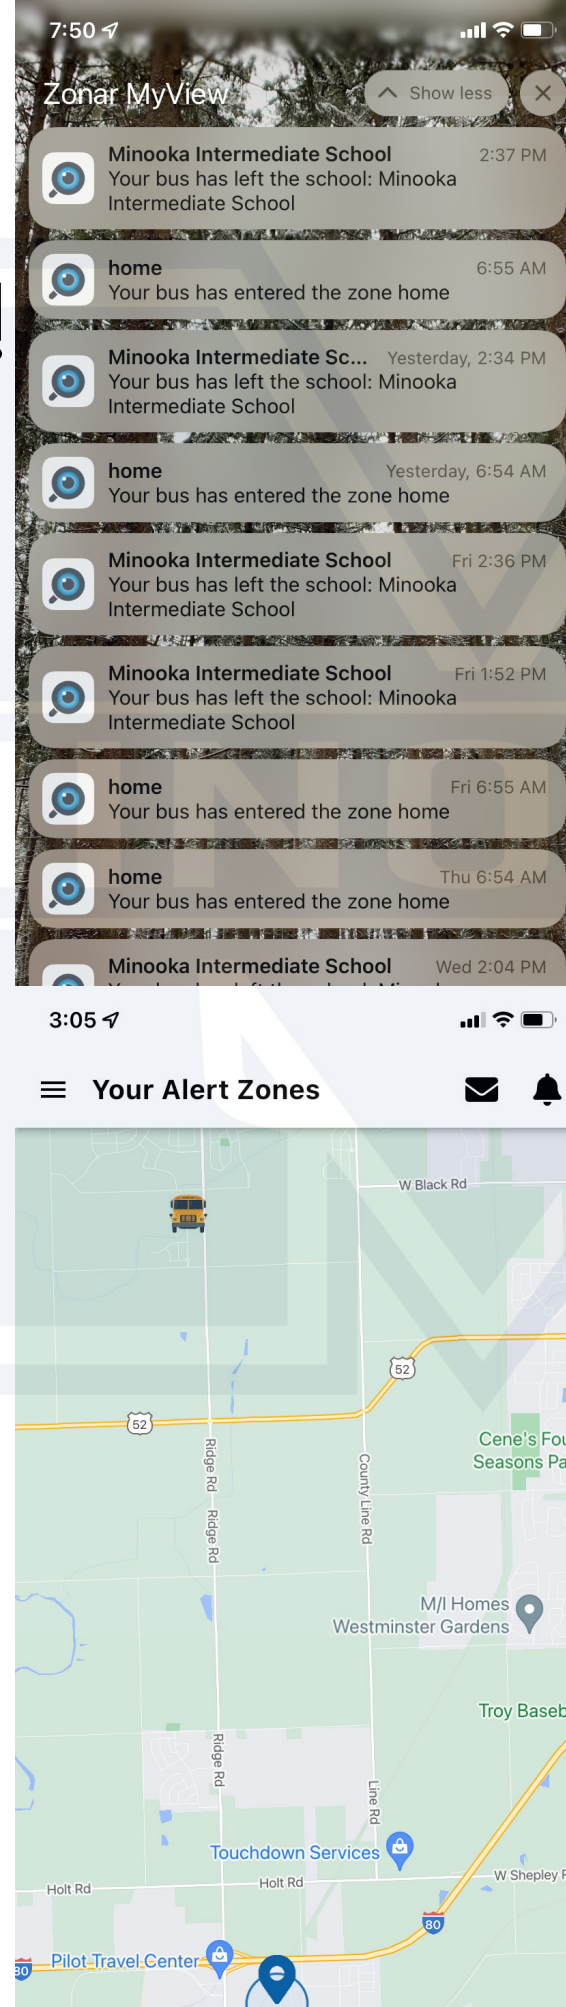 7:50
Zonar MyView
Show less
Minooka Intermediate School 2:37 PM
Your bus has left the school: Minooka
Intermediate School
home 6:55 AM
Your bus has entered the zone home
Minooka Intermediate Sc... Yesterday, 2:34 PM
Your bus has left the school: Minooka
Intermediate School
home Yesterday, 6:54 AM
Your bus has entered the zone home
Minooka Intermediate School Fri 2:36 PM
Your bus has left the school: Minooka
Intermediate School
Minooka Intermediate School Fri 1:52 PM
Your bus has left the school: Minooka
Intermediate School
home Fri 6:55 AM
Your bus has entered the zone home
home Thu 6:54 AM
Your bus has entered the zone home
Minooka Intermediate School Wed 2:04 PM
3:05
Your Alert Zones
W Black Rd
52
52
Cene's Fou
Seasons Pa
Ridge Rd
Ridge Rd
County Line Rd
M/I Homes
Westminster Gardens
Troy Baseb
Ridge Rd
Line Rd
Touchdown Services
W Shepley R
Holt Rd
Holt Rd
80
Pilot Travel Center
80